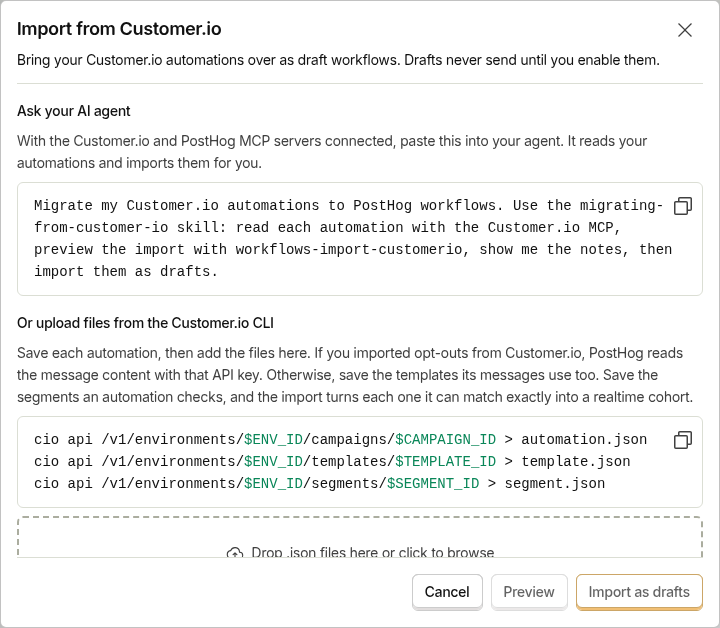 Import from Customer.io
Bring your Customer.io automations over as draft workflows. Drafts never send until you enable them.
Ask your AI agent
With the Customer.io and PostHog MCP servers connected, paste this into your agent. It reads your
automations and imports them for you.
Migrate my Customer.io automations to PostHog workflows. Use the migrating-
from-customer-io skill: read each automation with the Customer.io MCP,
preview the import with workflows-import-customerio, show me the notes, then
import them as drafts.
Or upload files from the Customer.io CLI
Save each automation, then add the files here. If you imported opt-outs from Customer.io, PostHog reads
the message content with that API key. Otherwise, save the templates its messages use too. Save the
segments an automation checks, and the import turns each one it can match exactly into a realtime cohort.
cio api /v1/environments/$ENV_ID/campaigns/$CAMPAIGN_ID > automation.json
cio api /v1/environments/$ENV_ID/templates/$TEMPLATE_ID > template.json
cio api /v1/environments/$ENV_ID/segments/$SEGMENT_ID > segment.json
Drop .json files here or click to browse
Cancel
Preview
Import as drafts